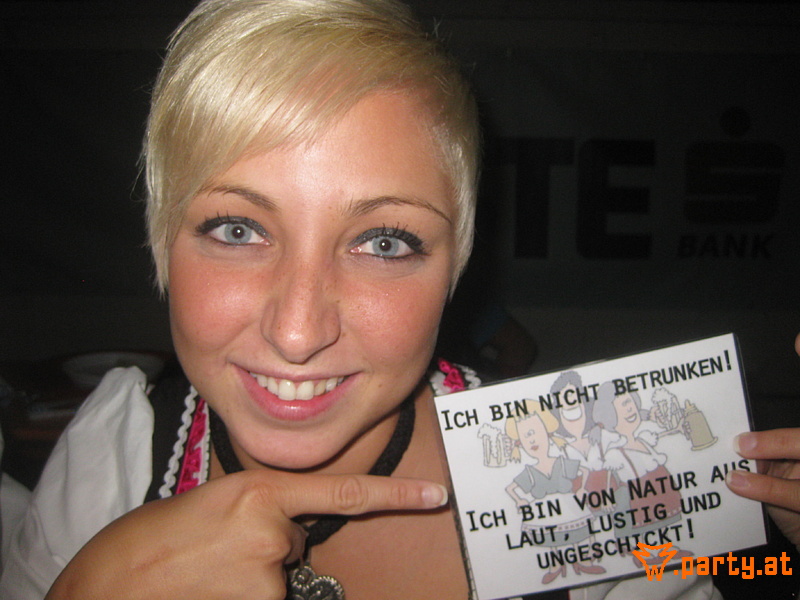 TE
S
BANK
ICH BIN NICHT BETRUNKEN!
ICH BIN VON NATUR AUS
LAUT, LUSTIG UND
UNGESCHICKT!
.party.at